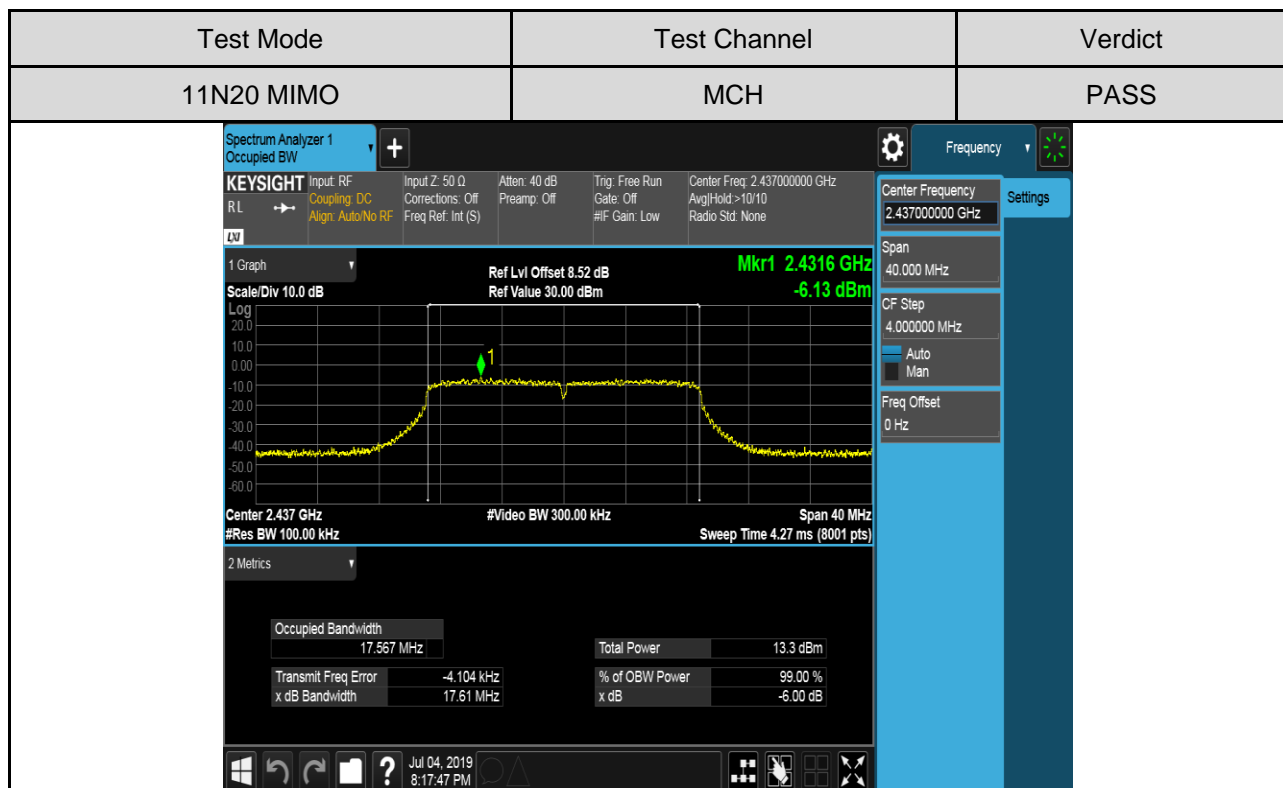 Test Mode Test Channel Verdict
11N20 MIMO MCH PASS
Spectrum Analyzer 1
Occupied BW
+
Frequency
KEYSIGHT Input: RF Input Z: 50 Ω Atten: 40 dB Trig: Free Run Center Freq: 2.437000000 GHz
RL Coupling: DC Corrections: Off Preamp: Off Gate: Off Avg|Hold:>10/10
Align: Auto/No RF Freq Ref: Int (S) #IF Gain: Low Radio Std: None
LXI
Center Frequency
2.437000000 GHz
Settings
Span
40.000 MHz
CF Step
4.000000 MHz
Auto
Man
Freq Offset
0 Hz
1 Graph Ref Lvl Offset 8.52 dB Mkr1 2.4316 GHz
Scale/Div 10.0 dB Ref Value 30.00 dBm -6.13 dBm
Log
20.0
10.0
0.00
-10.0
-20.0
-30.0
-40.0
-50.0
-60.0
1
Center 2.437 GHz #Video BW 300.00 kHz Span 40 MHz
#Res BW 100.00 kHz Sweep Time 4.27 ms (8001 pts)
2 Metrics
Occupied Bandwidth
17.567 MHz Total Power 13.3 dBm
Transmit Freq Error -4.104 kHz % of OBW Power 99.00 %
x dB Bandwidth 17.61 MHz x dB -6.00 dB
? Jul 04, 2019
8:17:47 PM